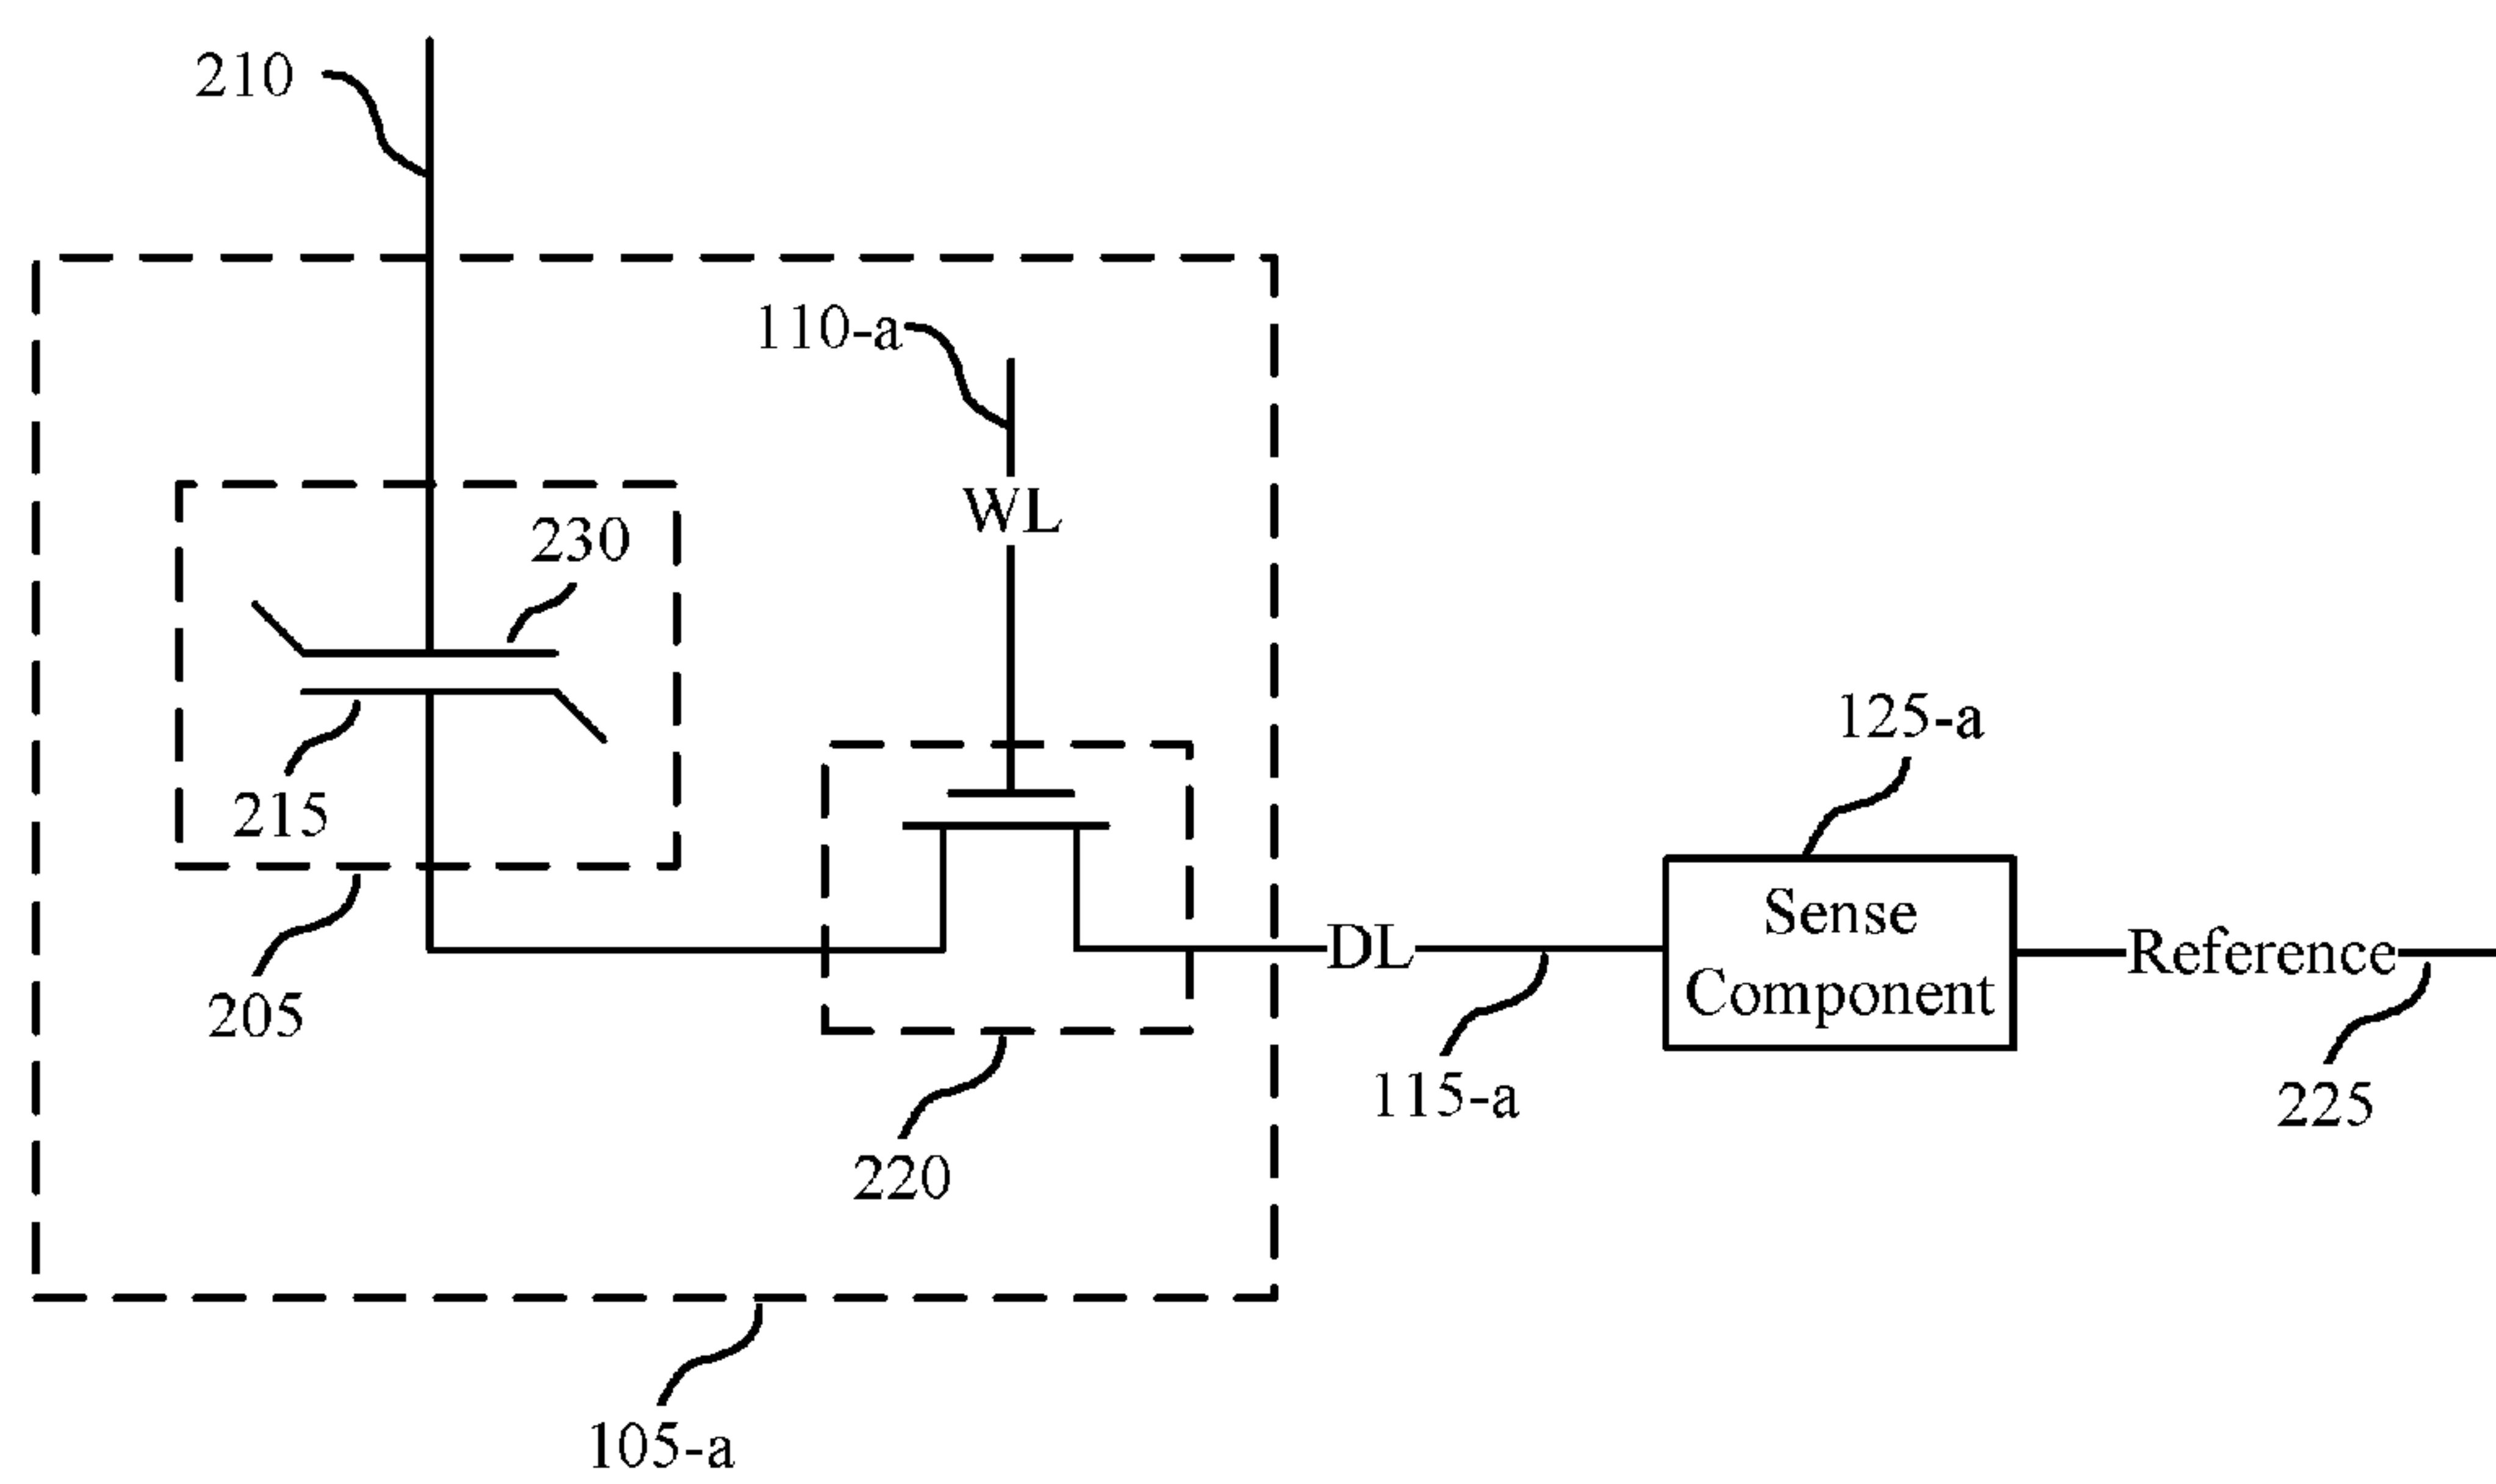 210
110-a
WL
230
125-a
215
Sense
Component
DL
Reference
205
115-a
225
220
105-a